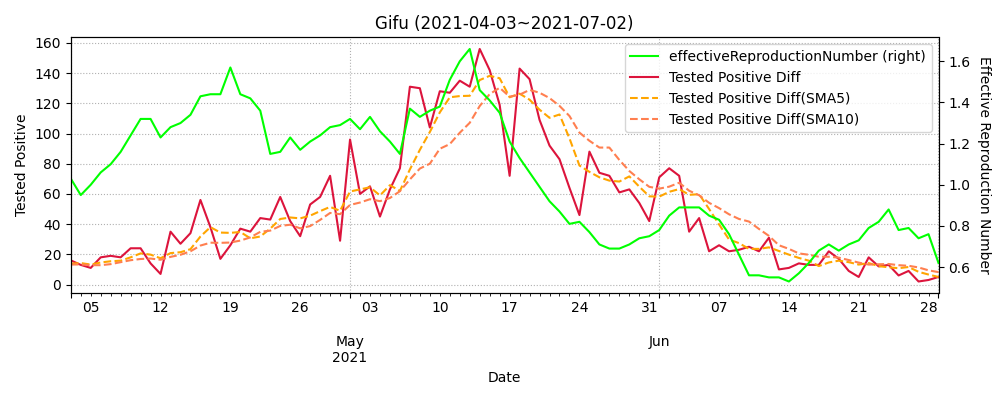 Gifu (2021-04-03~2021-07-02)
effectiveReproductionNumber (right)
Tested Positive Diff
Tested Positive Diff(SMA5)
Tested Positive Diff(SMA10)
Tested Positive
160
140
120
100
80
60
40
20
0
Effective Reproduction Number
1.6
1.4
1.2
1.0
0.8
0.6
05 12 19 26 03 10 17 24 31 07 14 21 28
May Jun
2021
Date